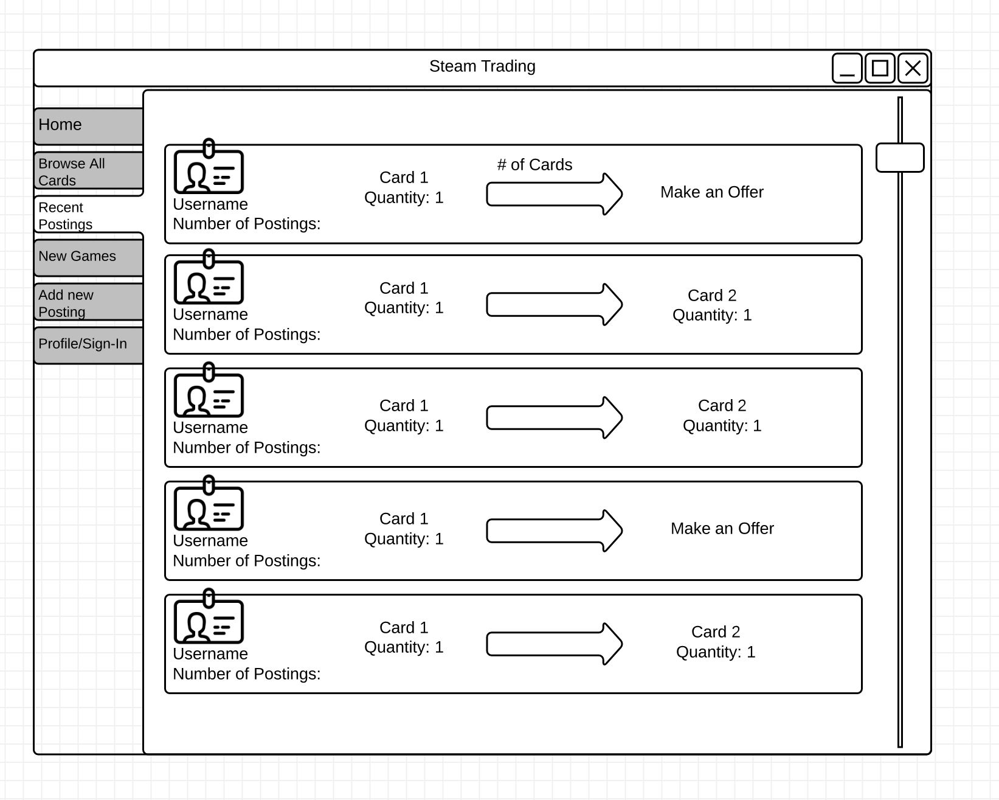 Steam Trading
Home
Browse All
Cards
Recent
Postings
New Games
Add new
Posting
Profile/Sign-In
Username
Number of Postings:
Card 1
Quantity: 1
# of Cards
Make an Offer
Username
Number of Postings:
Card 1
Quantity: 1
Card 2
Quantity: 1
Username
Number of Postings:
Card 1
Quantity: 1
Card 2
Quantity: 1
Username
Number of Postings:
Card 1
Quantity: 1
Make an Offer
Username
Number of Postings:
Card 1
Quantity: 1
Card 2
Quantity: 1